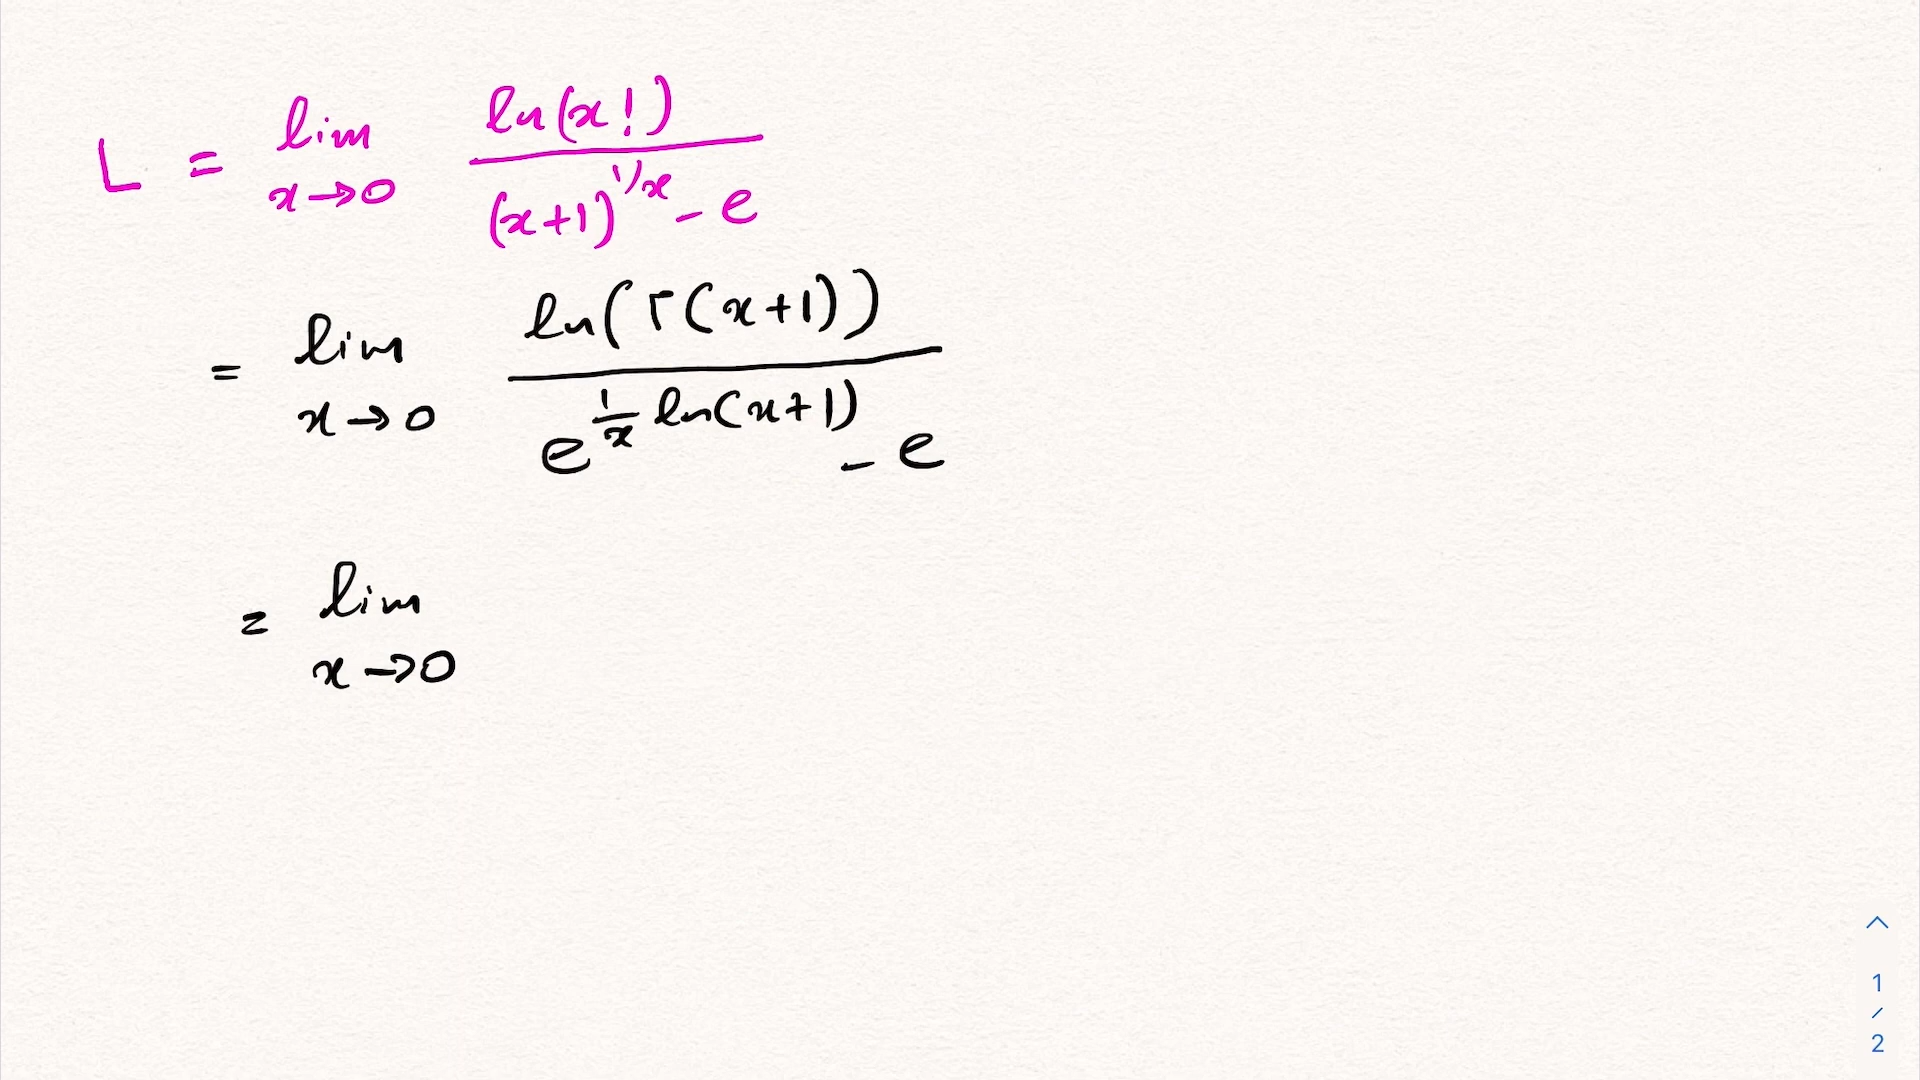 L = lim x→0 ln(x!) / ((x+1)^(1/x) - e)
= lim x→0 ln(Γ(x+1)) / (e^(1/x ln(x+1)) - e)
= lim x→0
1
/
2